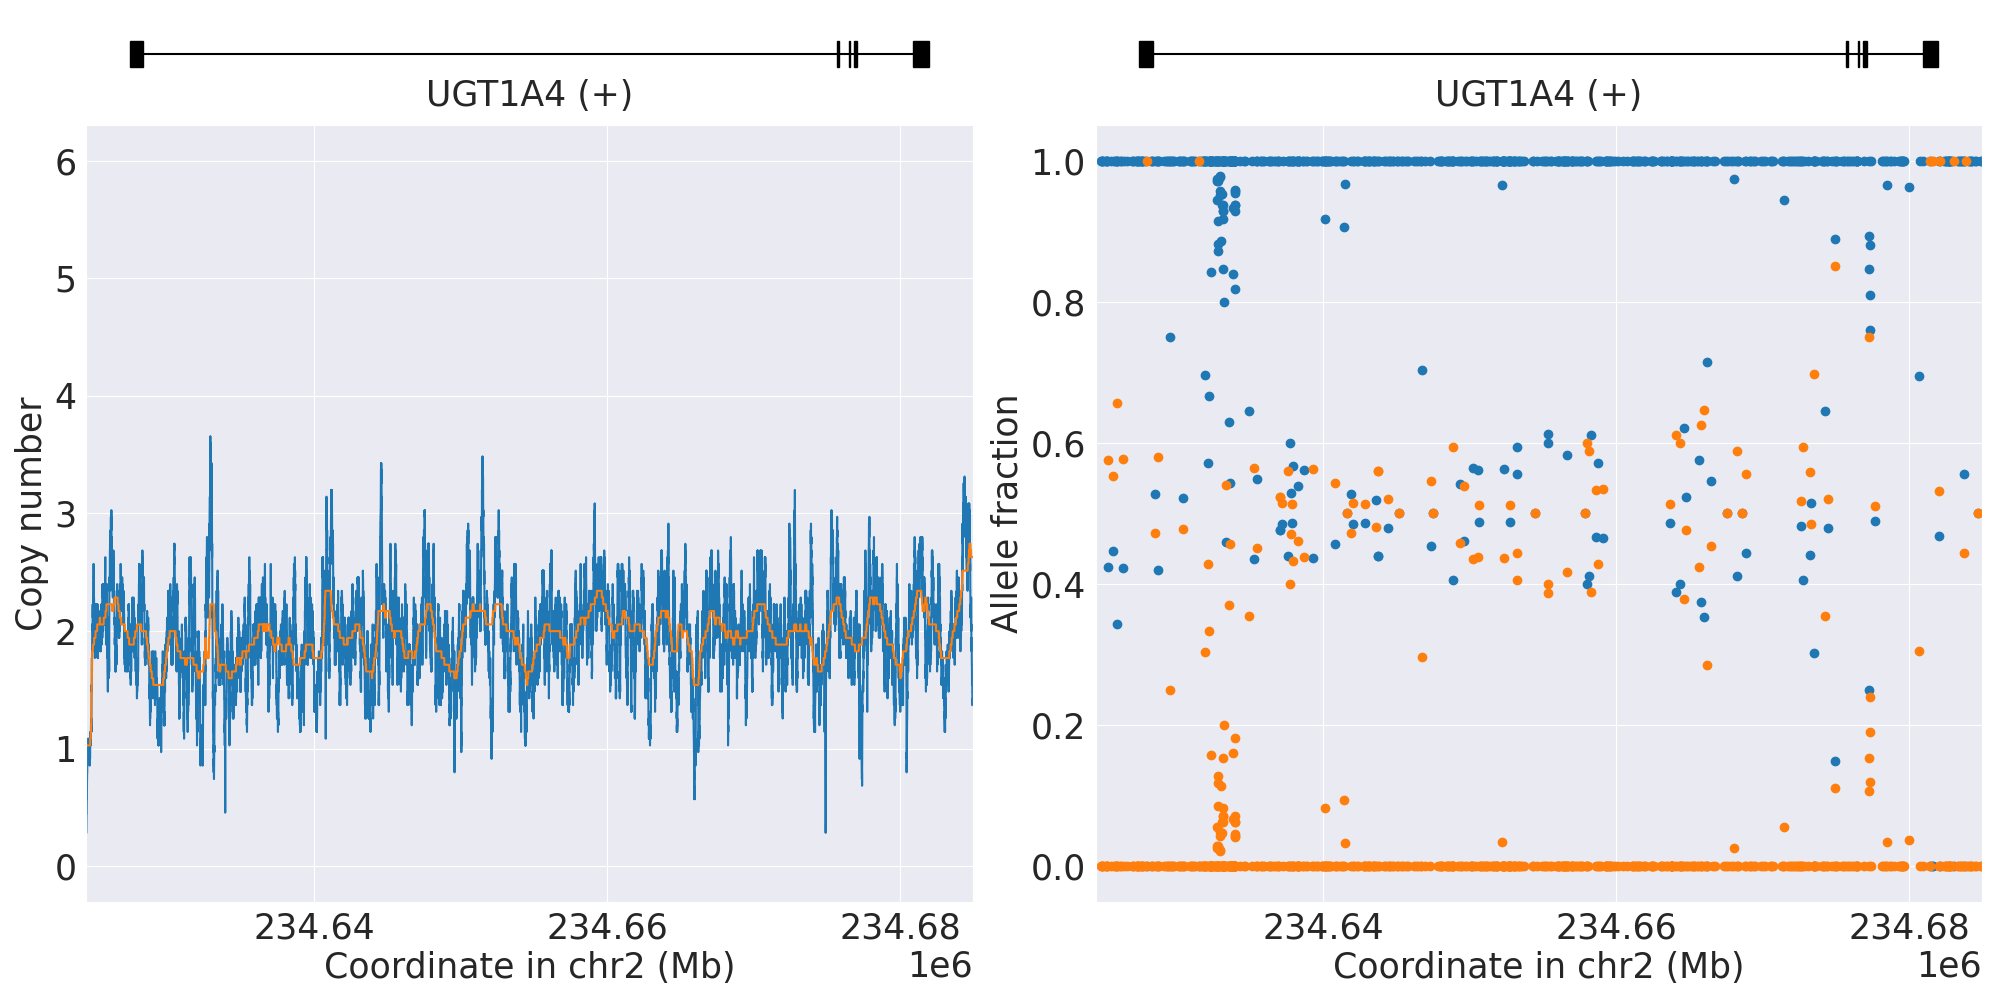 UGT1A4 (+)
6
5
4
3
2
1
0
Copy number
234.64 234.66 234.68
Coordinate in chr2 (Mb) 1e6
UGT1A4 (+)
1.0
0.8
0.6
0.4
0.2
0.0
Allele fraction
234.64 234.66 234.68
Coordinate in chr2 (Mb) 1e6